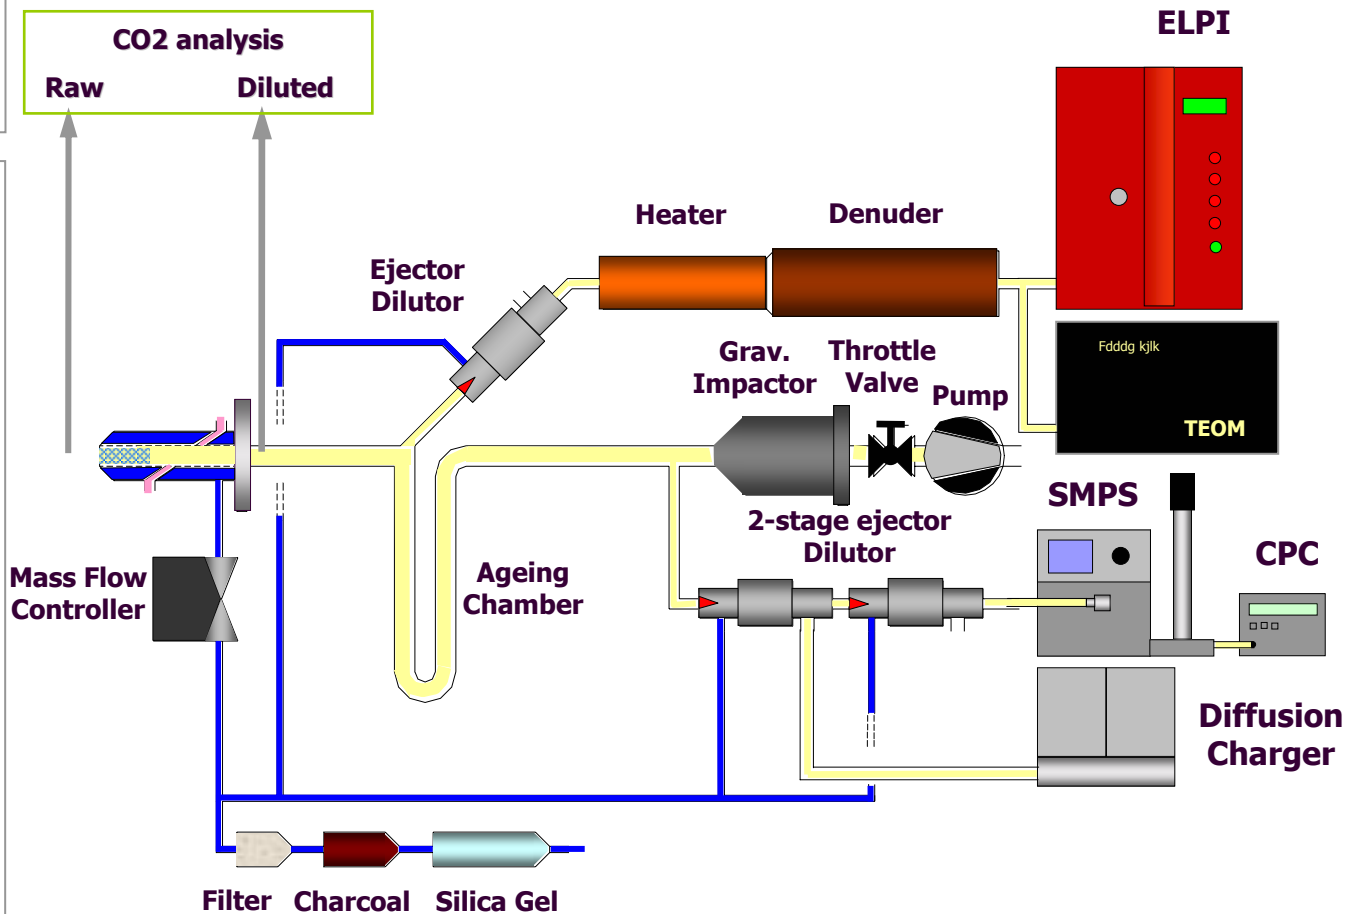 ELPI
CO2 analysis
Raw
Diluted
Heater
Denuder
Ejector
Dilutor
Grav.
Impactor
Throttle
Valve
Pump
Fdddg kjlk
TEOM
SMPS
2-stage ejector
Dilutor
CPC
Mass Flow
Controller
Ageing
Chamber
Diffusion
Charger
Filter
Charcoal
Silica Gel